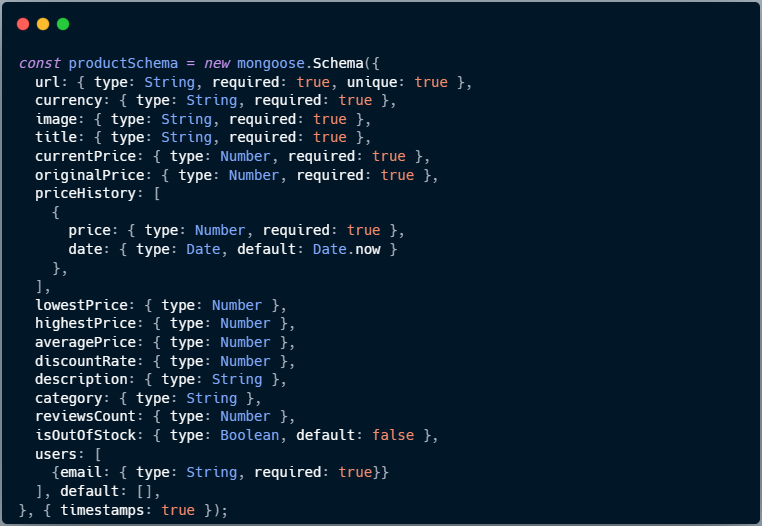 const productSchema = new mongoose.Schema({
  url: { type: String, required: true, unique: true },
  currency: { type: String, required: true },
  image: { type: String, required: true },
  title: { type: String, required: true },
  currentPrice: { type: Number, required: true },
  originalPrice: { type: Number, required: true },
  priceHistory: [
    {
      price: { type: Number, required: true },
      date: { type: Date, default: Date.now }
    },
  ],
  lowestPrice: { type: Number },
  highestPrice: { type: Number },
  averagePrice: { type: Number },
  discountRate: { type: Number },
  description: { type: String },
  category: { type: String },
  reviewsCount: { type: Number },
  isOutOfStock: { type: Boolean, default: false },
  users: [
    {email: { type: String, required: true}}
  ], default: [],
}, { timestamps: true });